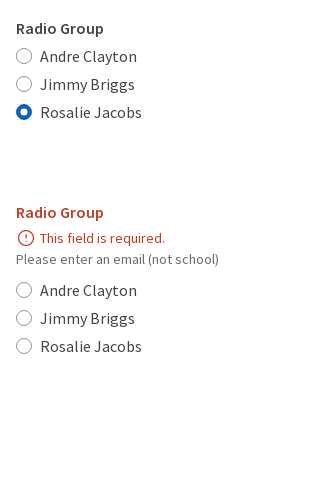 Radio Group
Andre Clayton
Jimmy Briggs
Rosalie Jacobs
Radio Group
This field is required.
Please enter an email (not school)
Andre Clayton
Jimmy Briggs
Rosalie Jacobs